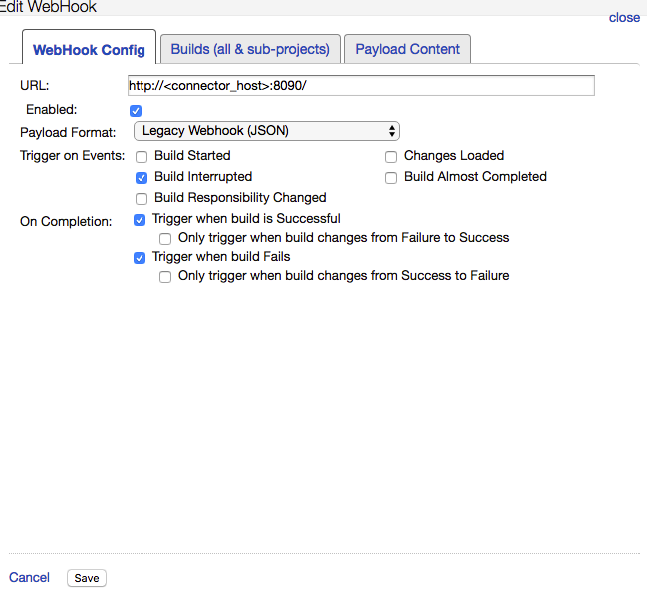 Edit WebHook
close
WebHook Config Builds (all & sub-projects) Payload Content
URL: http://<connector_host>:8090/
Enabled:
Payload Format: Legacy Webhook (JSON)
Trigger on Events: Build Started Changes Loaded
Build Interrupted Build Almost Completed
Build Responsibility Changed
On Completion: Trigger when build is Successful
Only trigger when build changes from Failure to Success
Trigger when build Fails
Only trigger when build changes from Success to Failure
Cancel Save